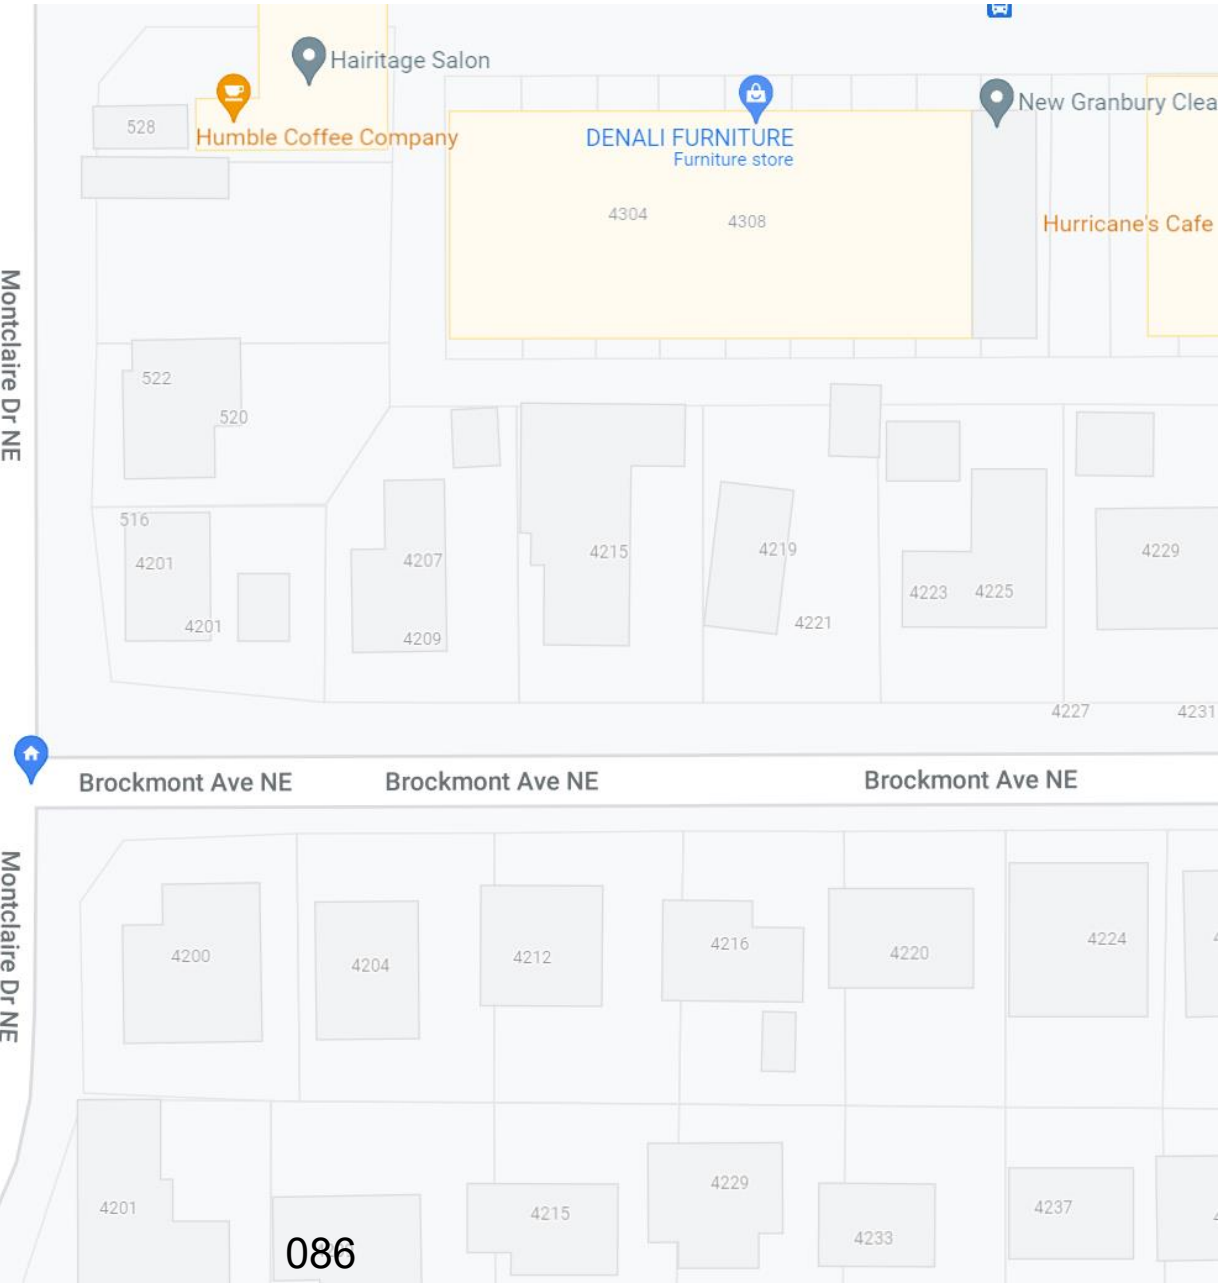 Hairitage Salon
528
Humble Coffee Company
DENALI FURNITURE
Furniture store
New Granbury Clea
4304
4308
Hurricane's Cafe
Montclaire Dr NE
522
520
516
4201
4201
4207
4209
4215
4219
4221
4223
4225
4229
4227
4231
Brockmont Ave NE
Brockmont Ave NE
Brockmont Ave NE
Montclaire Dr NE
4200
4204
4212
4216
4220
4224
4201
4215
4229
4233
4237
086